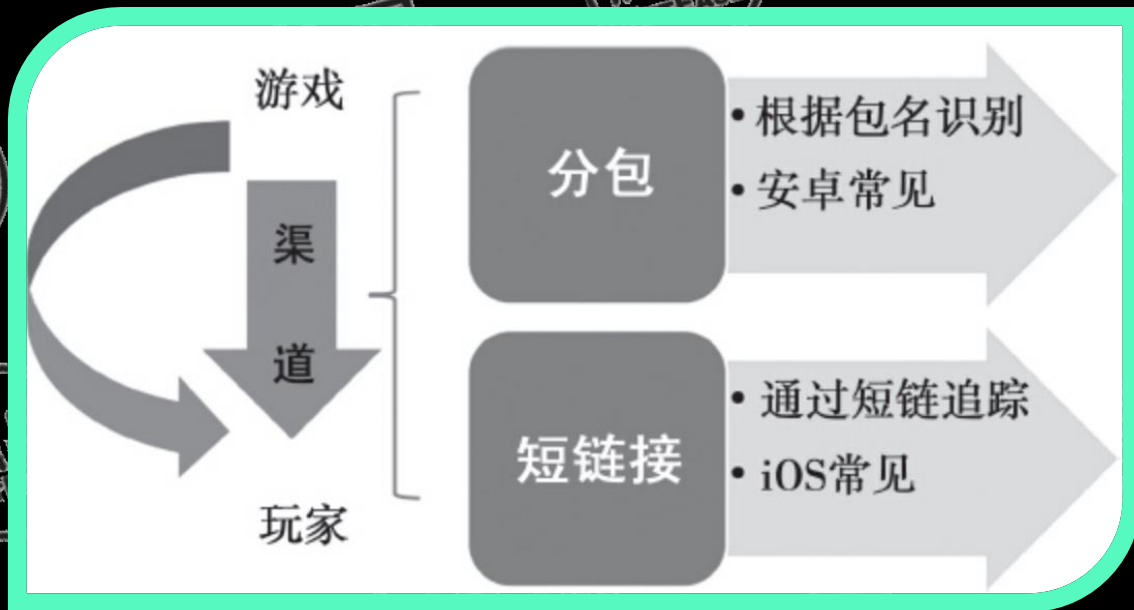 游戏
渠
道
玩家
分包
• 根据包名识别
• 安卓常见
短链接
• 通过短链追踪
• iOS常见